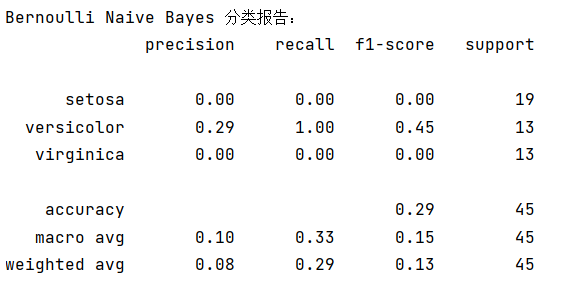 Bernoulli Naive Bayes 分类报告：
precision recall f1-score support
setosa 0.00 0.00 0.00 19
versicolor 0.29 1.00 0.45 13
virginica 0.00 0.00 0.00 13
accuracy 0.29 45
macro avg 0.10 0.33 0.15 45
weighted avg 0.08 0.29 0.13 45